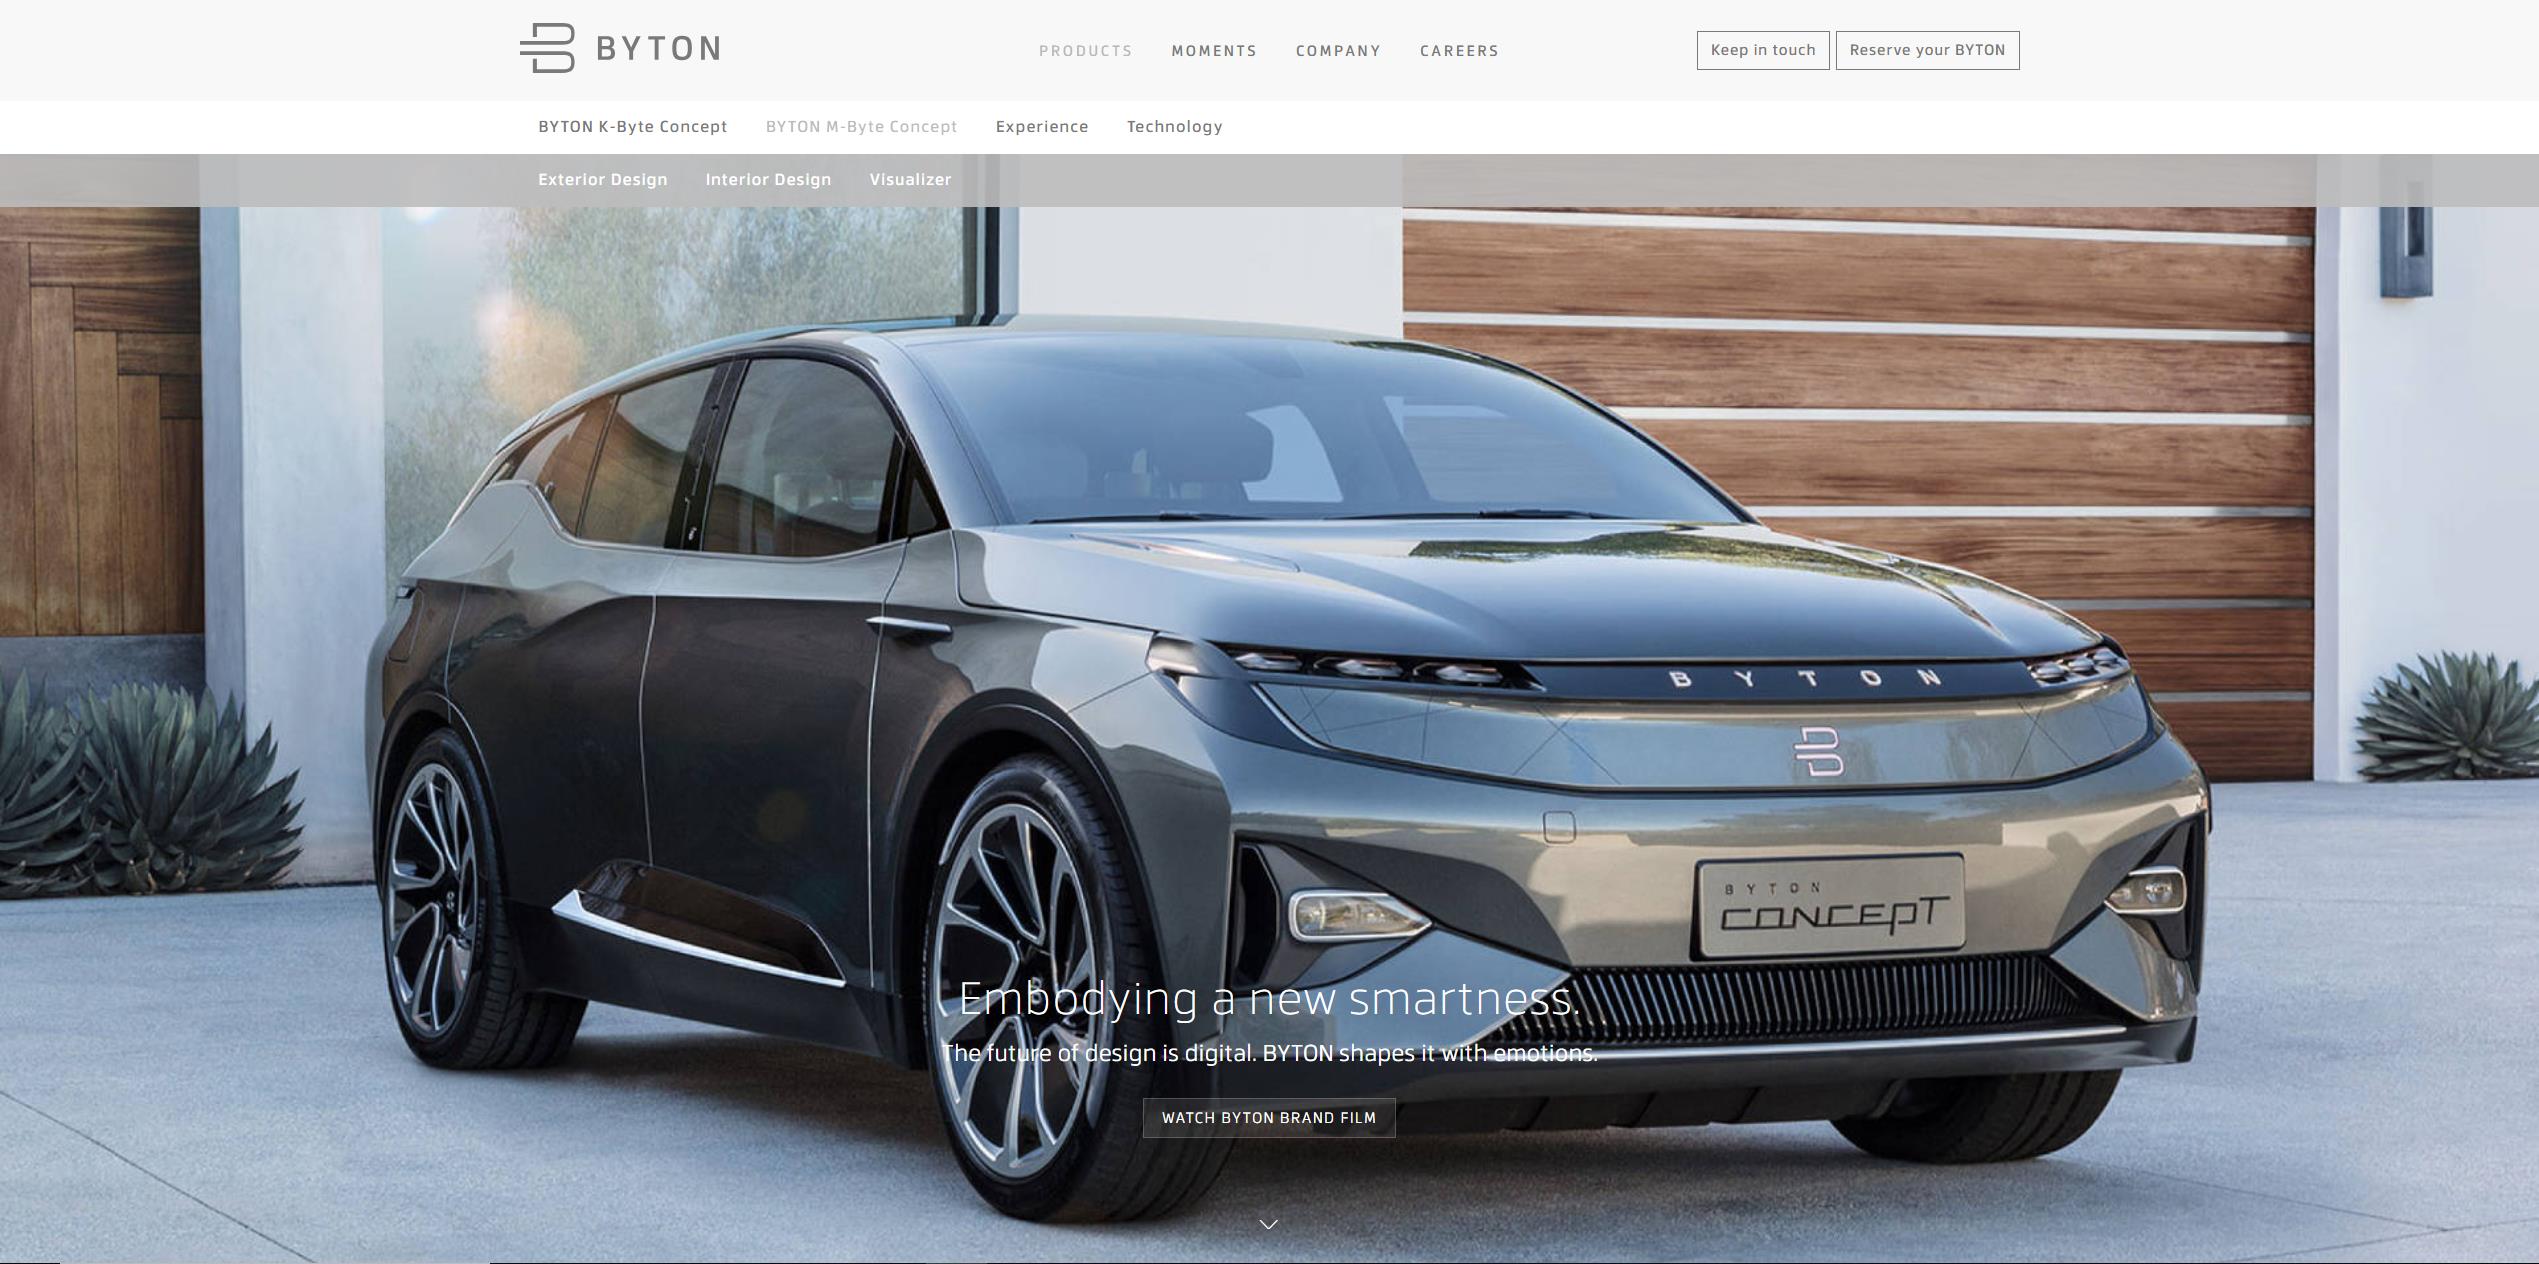 BYTON
PRODUCTS MOMENTS COMPANY CAREERS
Keep in touch Reserve your BYTON
BYTON K-Byte Concept BYTON M-Byte Concept Experience Technology
Exterior Design Interior Design Visualizer
BYTON
BYTON
CONCEPT
Embodying a new smartness.
The future of design is digital. BYTON shapes it with emotions.
WATCH BYTON BRAND FILM